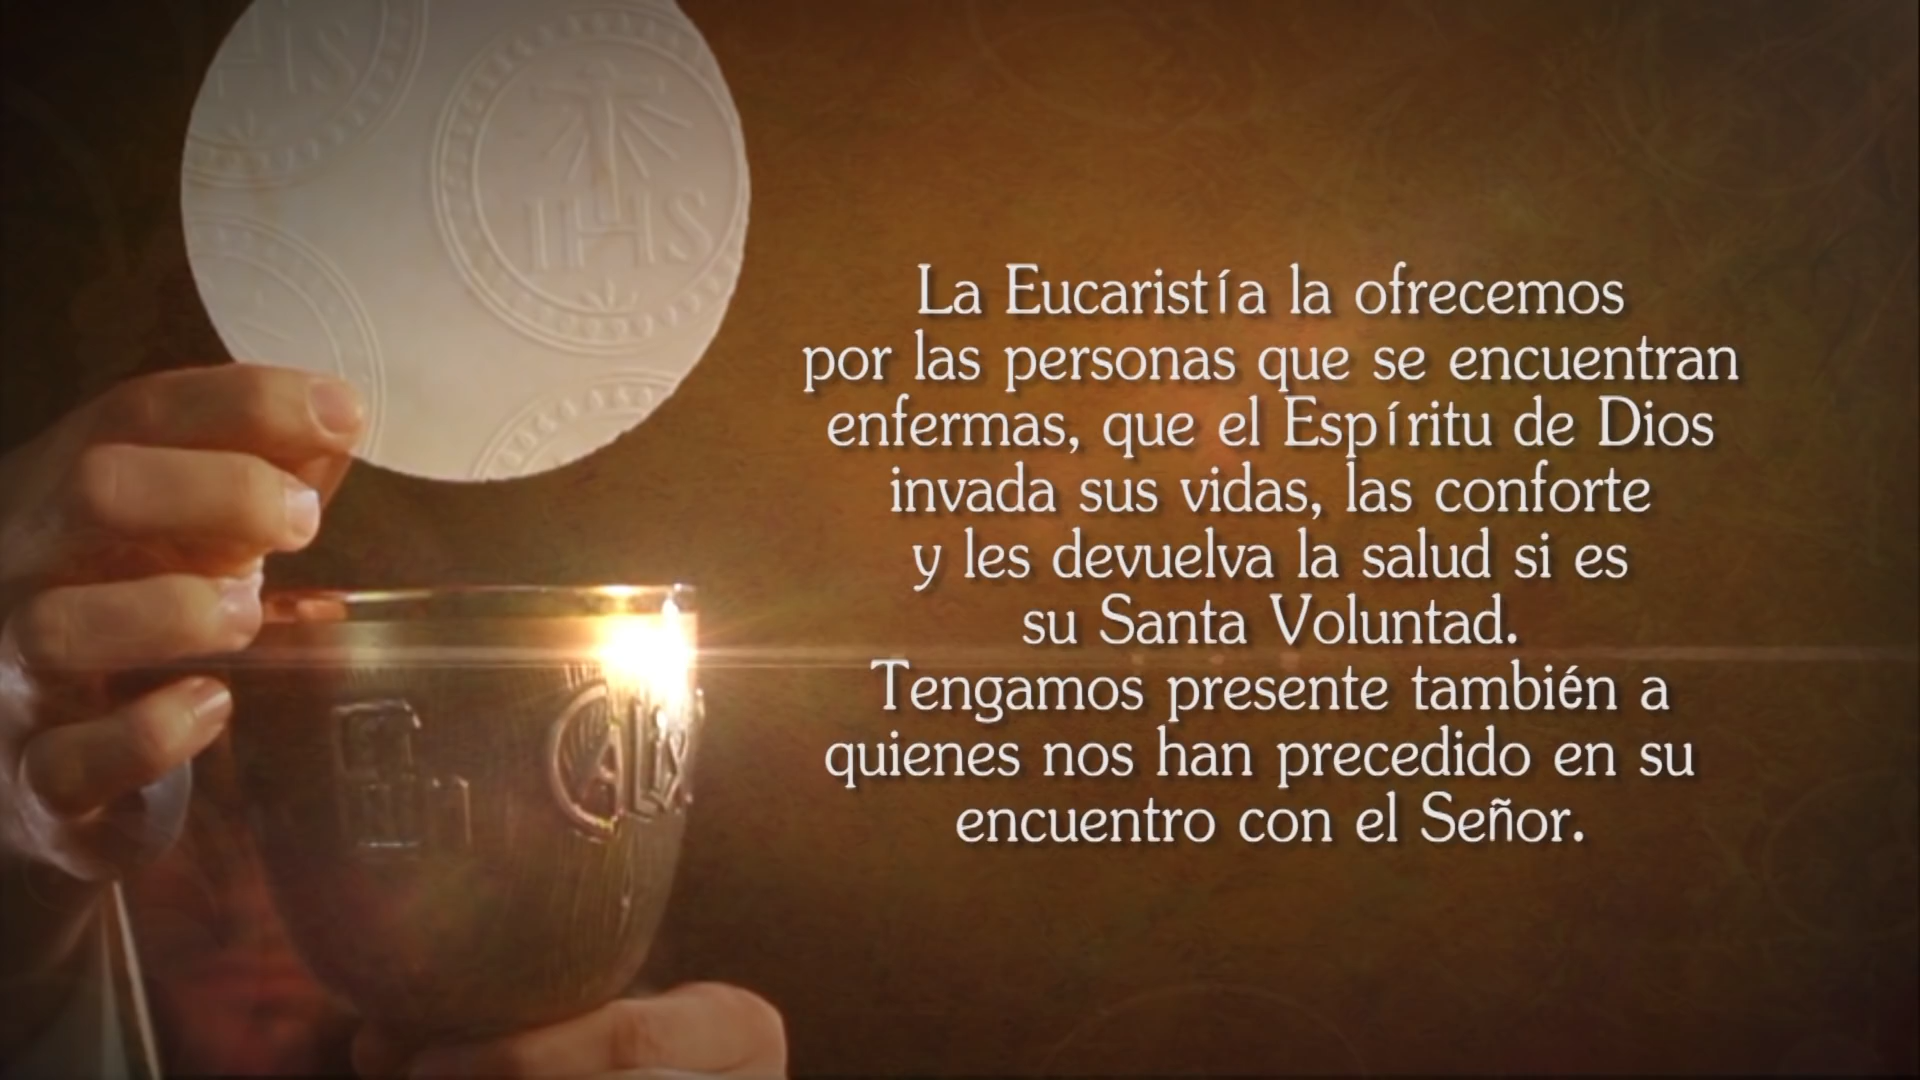 IHS
La Eucaristía la ofrecemos
por las personas que se encuentran
enfermas, que el Espíritu de Dios
invada sus vidas, las conforte
y les devuelva la salud si es
su Santa Voluntad.
Tengamos presente también a
quienes nos han precedido en su
encuentro con el Señor.
CALIX